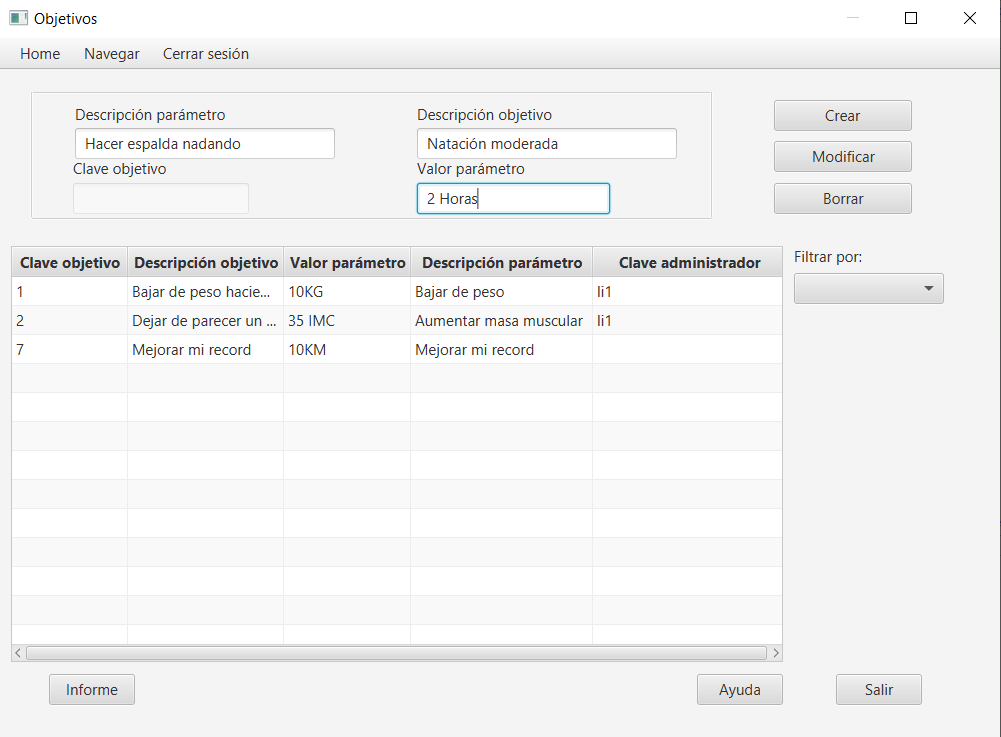 Objetivos
Home Navegar Cerrar sesión
Descripción parámetro Descripción objetivo
Hacer espalda nadando Natación moderada
Clave objetivo Valor parámetro
2 Horas
Crear
Modificar
Borrar
Clave objetivo Descripción objetivo Valor parámetro Descripción parámetro Clave administrador
1 Bajar de peso hacie... 10KG Bajar de peso li1
2 Dejar de parecer un ... 35 IMC Aumentar masa muscular li1
7 Mejorar mi record 10KM Mejorar mi record
Filtrar por:
Informe Ayuda Salir